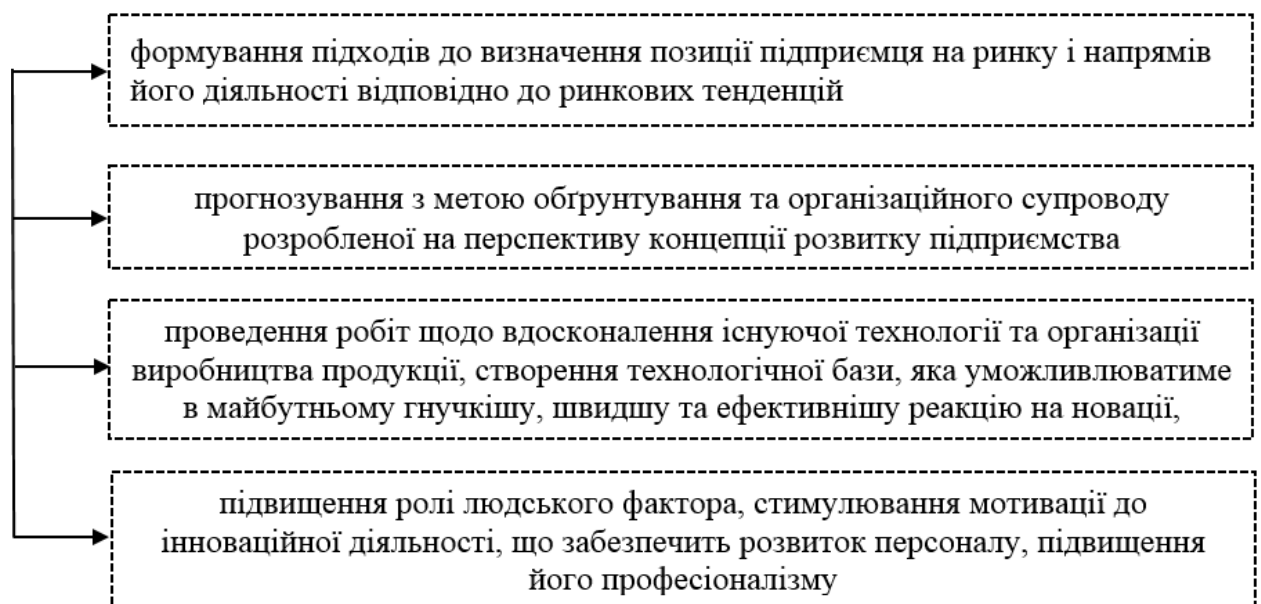 формування підходів до визначення позиції підприємця на ринку і напрямів
його діяльності відповідно до ринкових тенденцій
прогнозування з метою обґрунтування та організаційного супроводу
розробленої на перспективу концепції розвитку підприємства
проведення робіт щодо вдосконалення існуючої технології та організації
виробництва продукції, створення технологічної бази, яка уможливлюватиме
в майбутньому гнучкішу, швидшу та ефективнішу реакцію на новації,
підвищення ролі людського фактора, стимулювання мотивації до
інноваційної діяльності, що забезпечить розвиток персоналу, підвищення
його професіоналізму